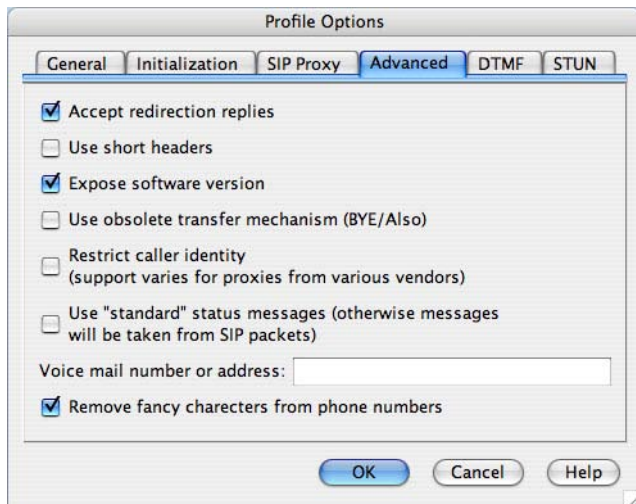 Profile Options
General Initialization SIP Proxy Advanced DTMF STUN
Accept redirection replies
Use short headers
Expose software version
Use obsolete transfer mechanism (BYE/Also)
Restrict caller identity
(support varies for proxies from various vendors)
Use "standard" status messages (otherwise messages
will be taken from SIP packets)
Voice mail number or address:
Remove fancy charecters from phone numbers
OK Cancel Help